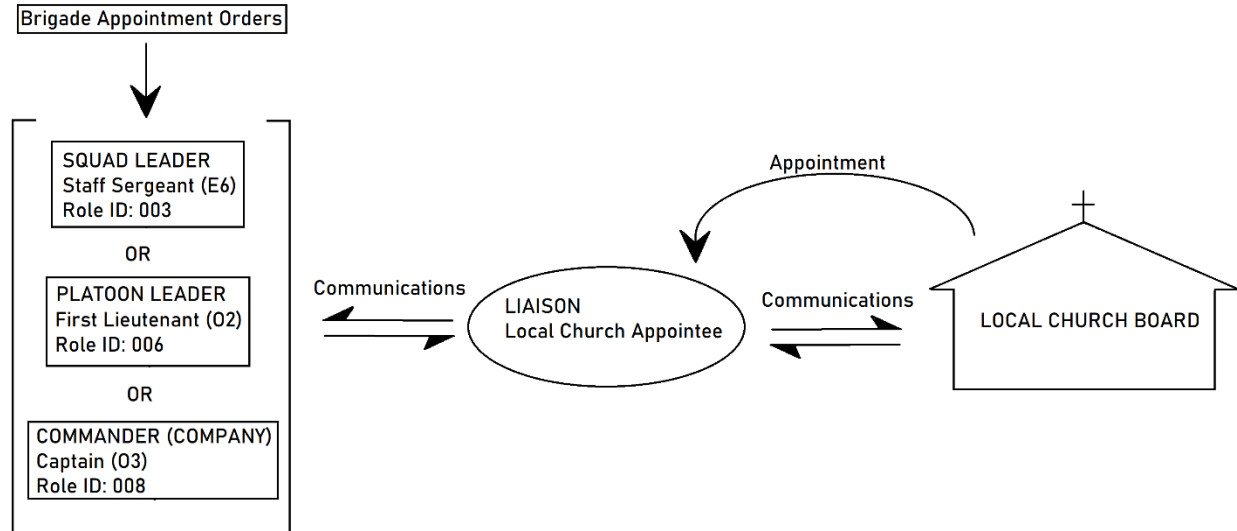 Brigade Appointment Orders
SQUAD LEADER
Staff Sergeant (E6)
Role ID: 003
OR
PLATOON LEADER
First Lieutenant (O2)
Role ID: 006
OR
COMMANDER (COMPANY)
Captain (O3)
Role ID: 008
Communications
LIAISON
Local Church Appointee
Appointment
Communications
LOCAL CHURCH BOARD